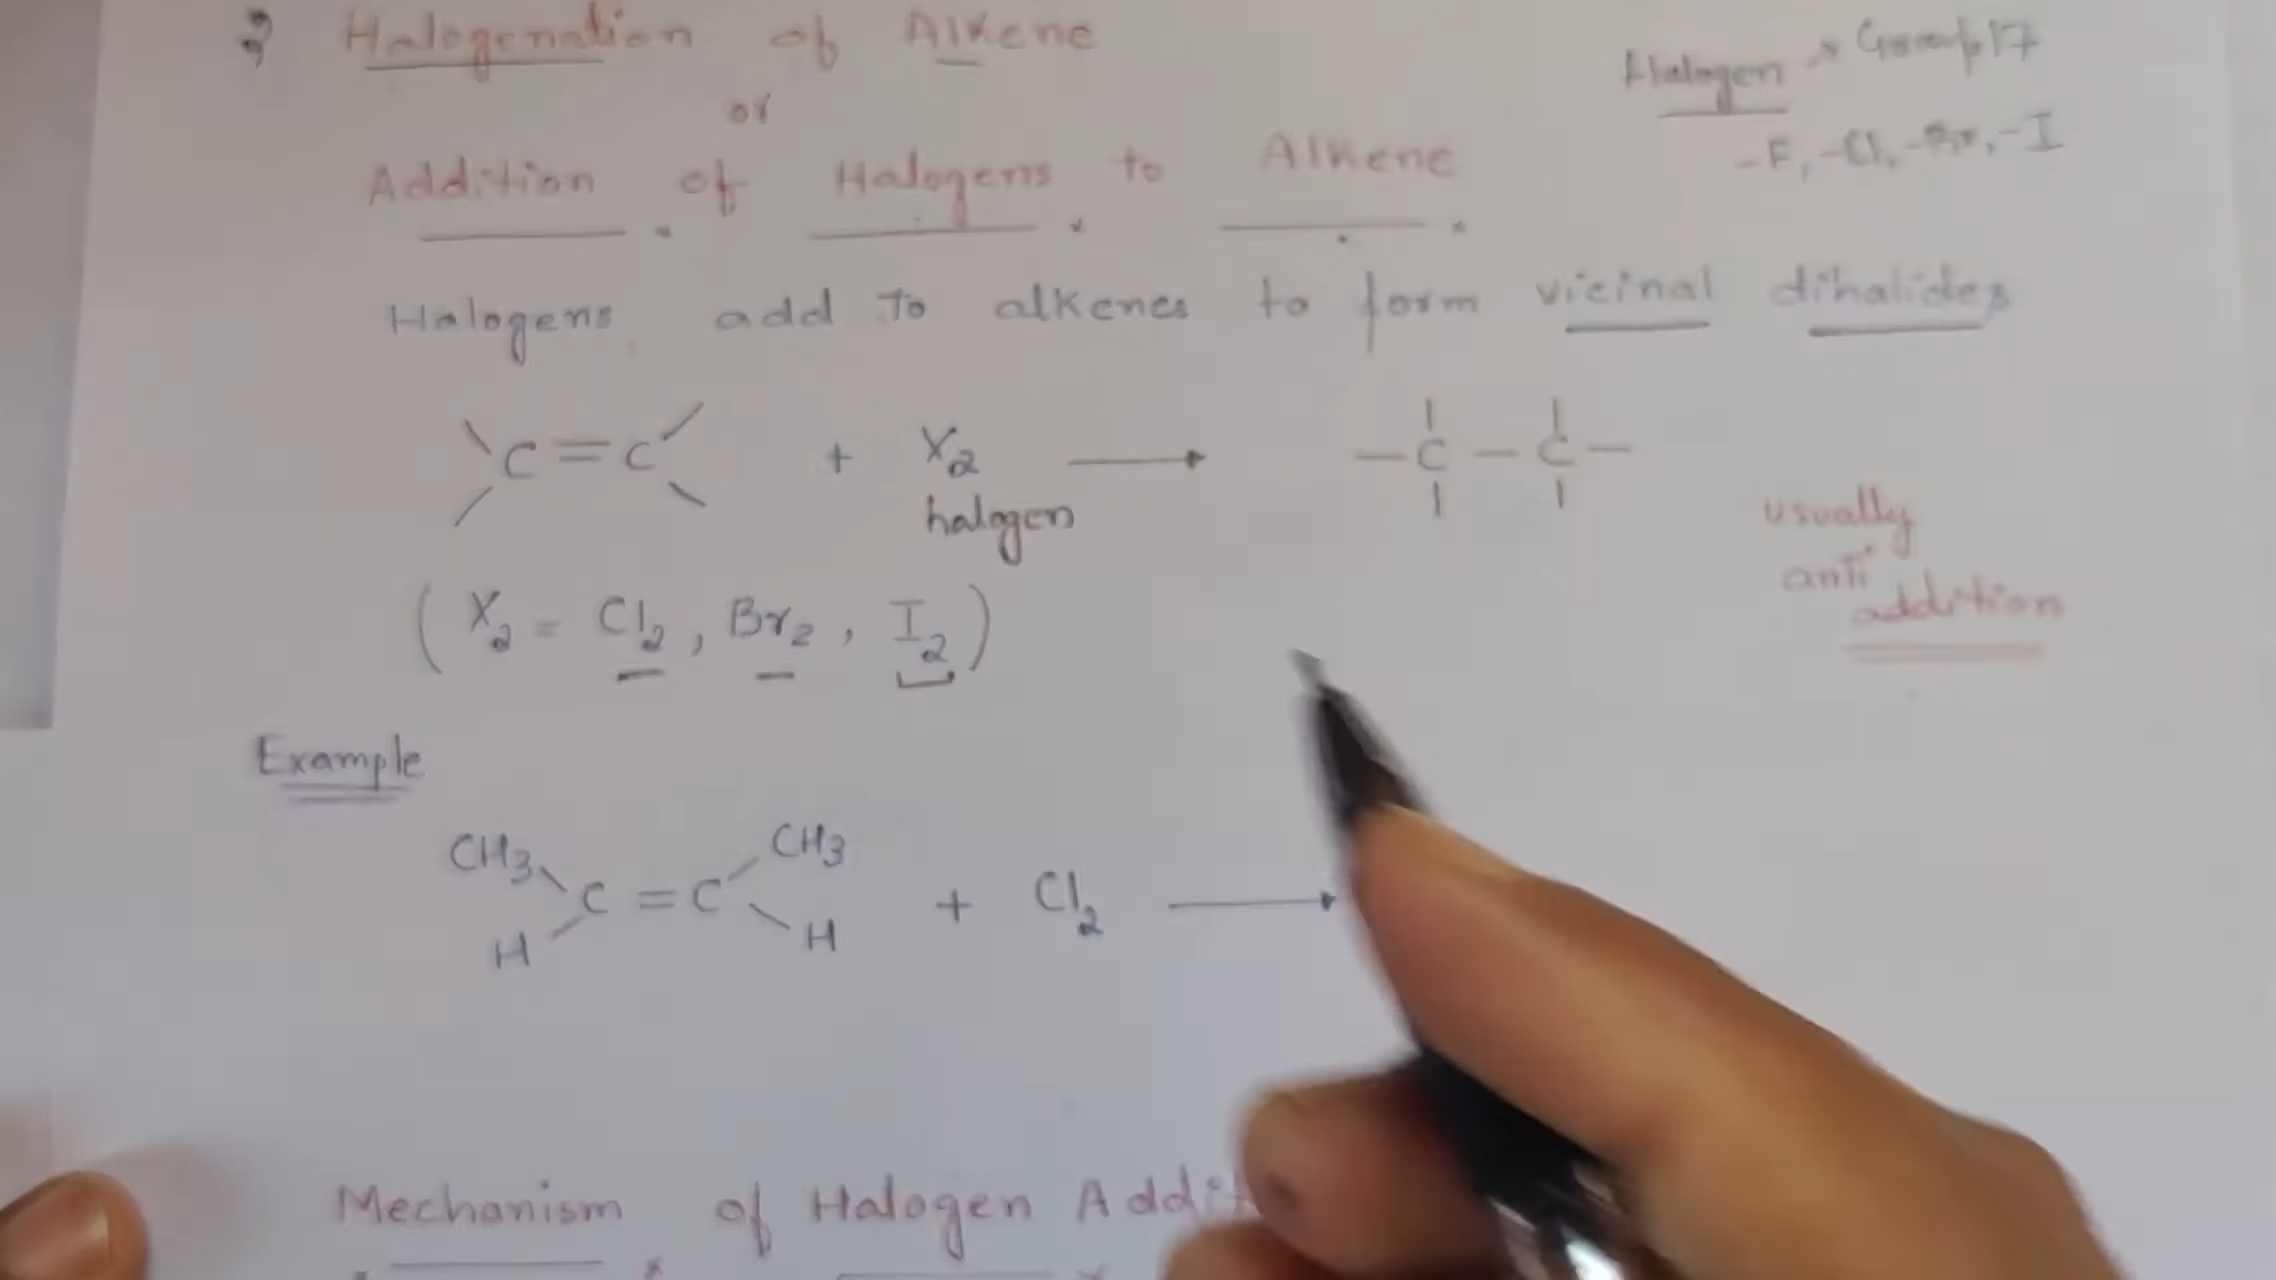 Halogenation of Alkene
or
Addition of Halogens to Alkene
Halogen → Group 17
-F, -Cl, -Br, -I
Halogens add to alkenes to form vicinal dihalides
C = C + X₂ → - C - C -
halogen
usually
anti
addition
( X₂ = Cl₂, Br₂, I₂ )
Example
CH₃ CH₃
C = C + Cl₂ →
H H
Mechanism of Halogen